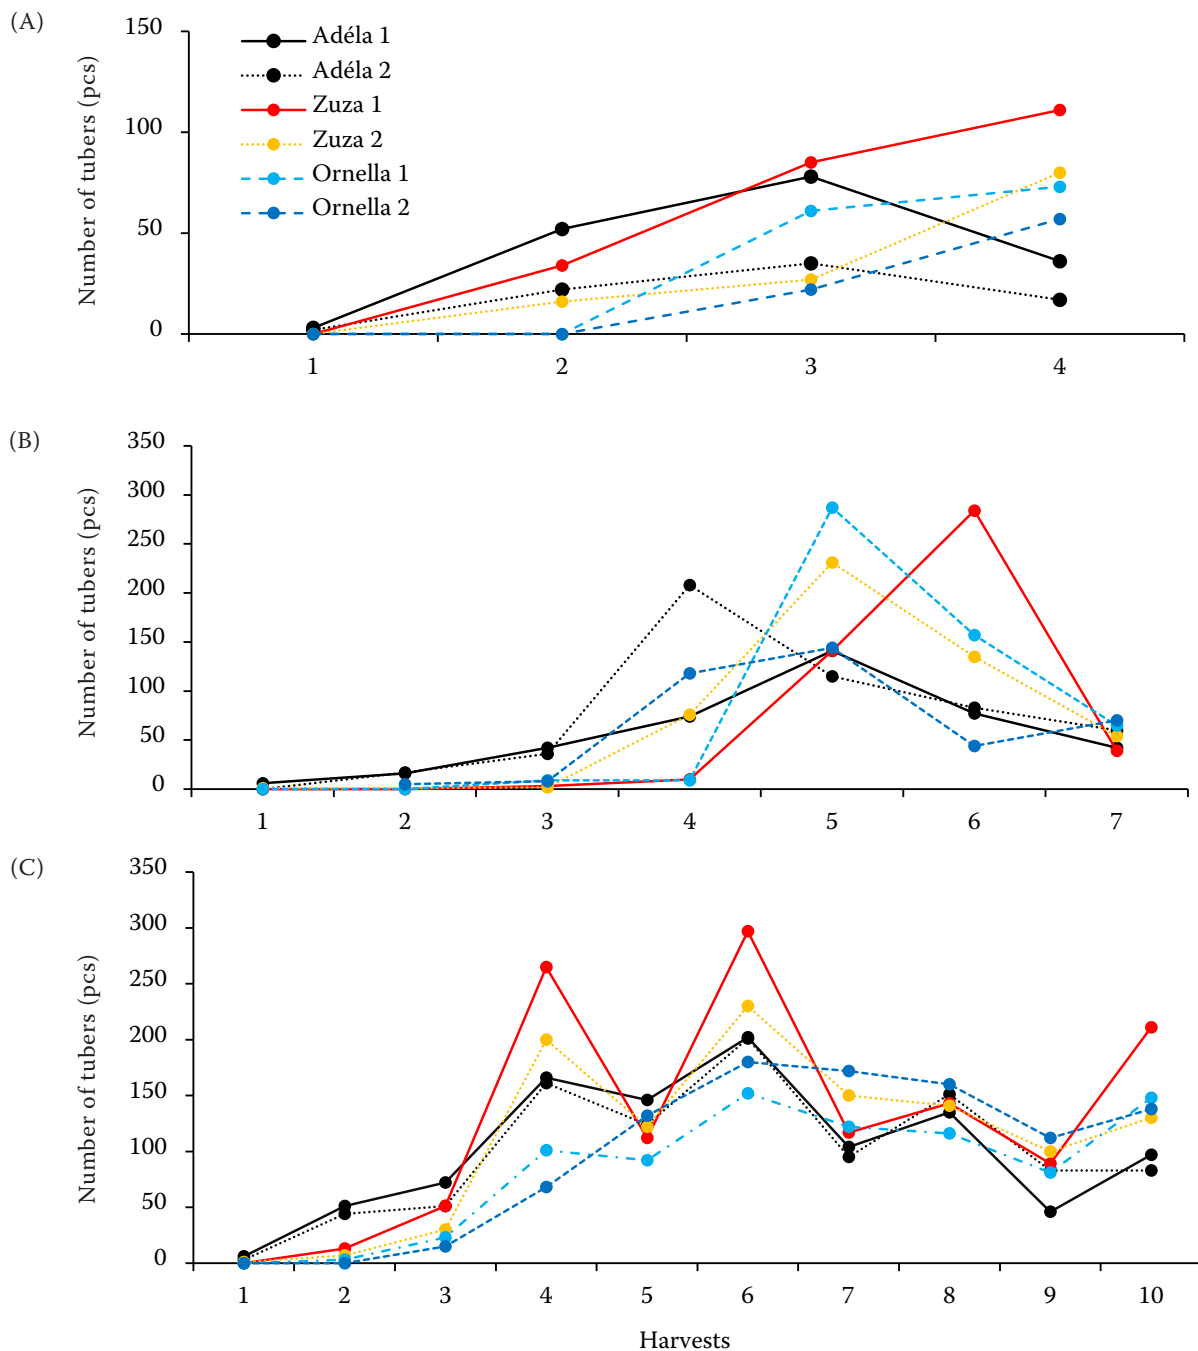 (A)
Number of tubers (pcs)
150
100
50
0
Adéla 1
Adéla 2
Zuza 1
Zuza 2
Ornella 1
Ornella 2
1 2 3 4
(B)
Number of tubers (pcs)
350
300
250
200
150
100
50
0
1 2 3 4 5 6 7
(C)
Number of tubers (pcs)
350
300
250
200
150
100
50
0
1 2 3 4 5 6 7 8 9 10
Harvests